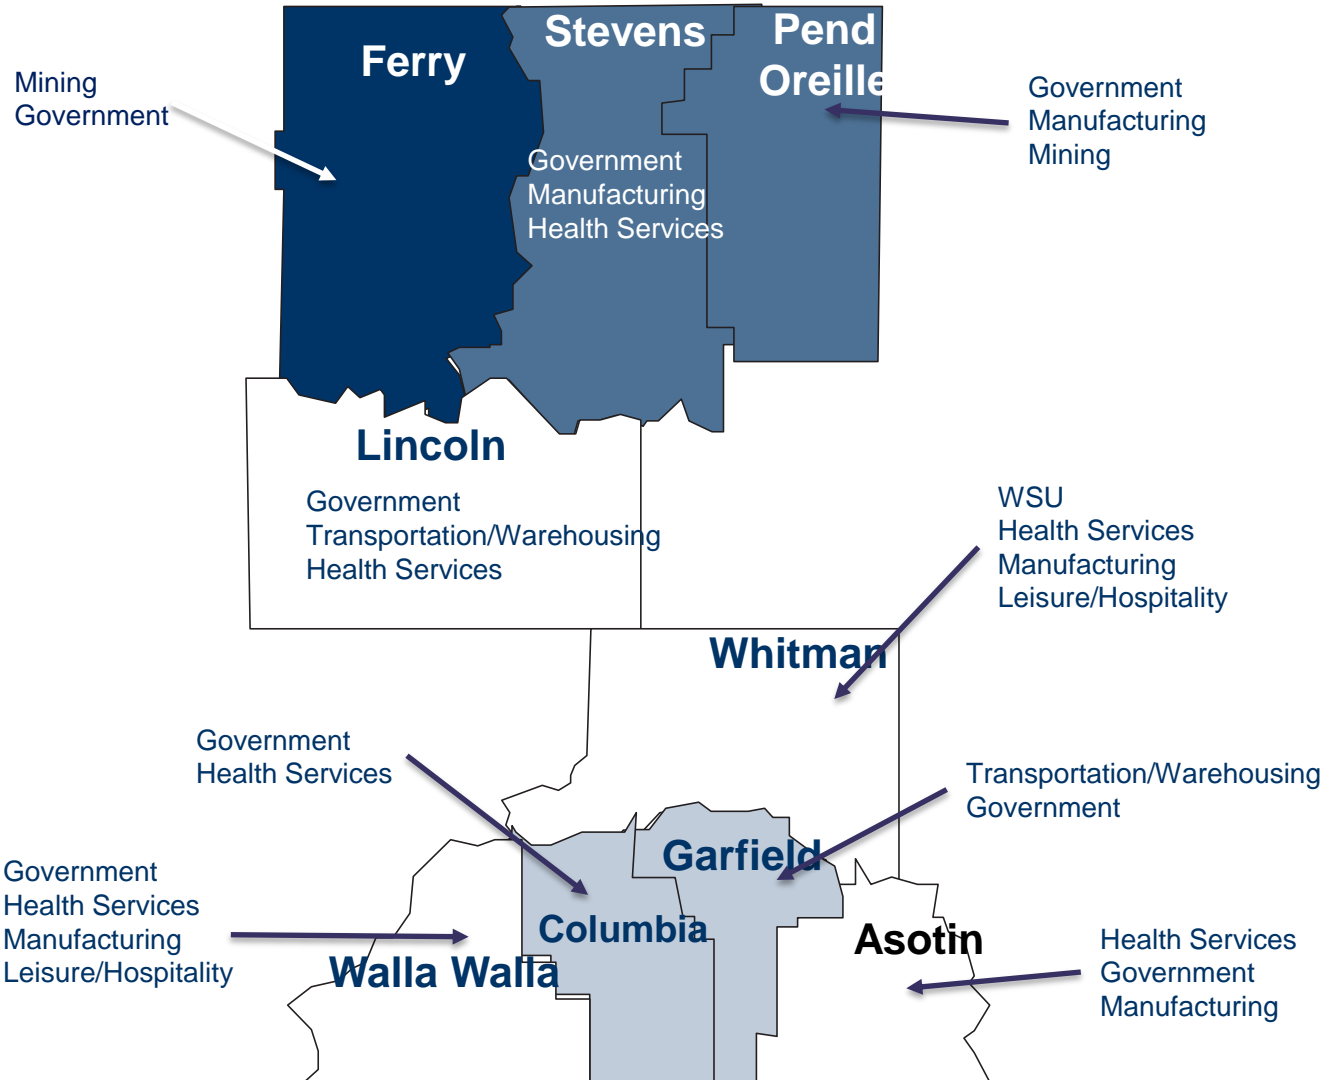 Ferry
Stevens
Pend
Oreille
Mining
Government
Government
Manufacturing
Health Services
Government
Manufacturing
Mining
Lincoln
Government
Transportation/Warehousing
Health Services
WSU
Health Services
Manufacturing
Leisure/Hospitality
Whitman
Government
Health Services
Transportation/Warehousing
Government
Garfield
Government
Health Services
Manufacturing
Leisure/Hospitality
Columbia
Walla Walla
Asotin
Health Services
Government
Manufacturing